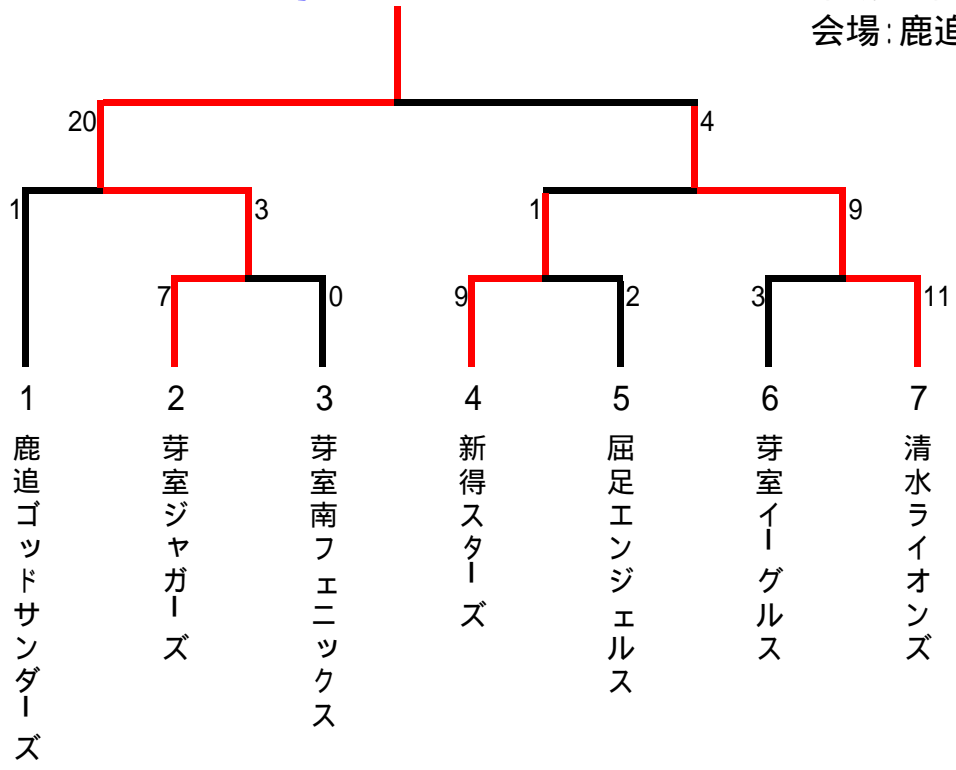 会場:鹿追
20
4
1
3
1
9
7
0
9
2
3
11
1
2
3
4
5
6
7
鹿追ゴッドサンダーズ
芽室ジャガーズ
芽室南フェニックス
新得スターズ
屈足エンジェルス
芽室イーグルス
清水ライオンズ